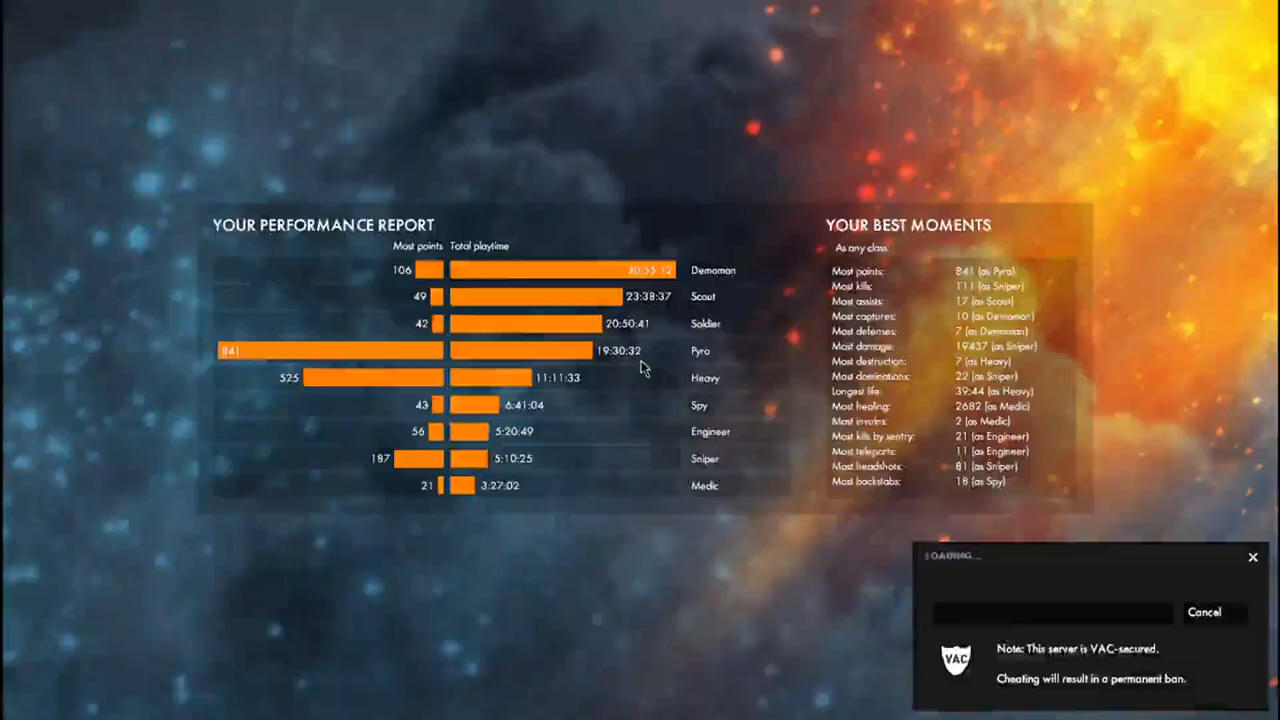 YOUR PERFORMANCE REPORT
Most points Total playtime
106 30:55:12 Demoman
49 23:38:37 Scout
42 20:50:41 Soldier
841 19:30:32 Pyro
525 11:11:33 Heavy
43 6:41:04 Spy
56 5:20:49 Engineer
187 5:10:25 Sniper
21 3:27:02 Medic
YOUR BEST MOMENTS
As any class:
Most points: 841 (as Pyro)
Most kills: 111 (as Sniper)
Most assists: 17 (as Scout)
Most captures: 10 (as Demoman)
Most defenses: 7 (as Demoman)
Most damage: 19437 (as Sniper)
Most destruction: 7 (as Heavy)
Most dominations: 22 (as Sniper)
Longest life: 39:44 (as Heavy)
Most healing: 2682 (as Medic)
Most invulns: 2 (as Medic)
Most kills by sentry: 21 (as Engineer)
Most teleports: 11 (as Engineer)
Most headshots: 81 (as Sniper)
Most backstabs: 18 (as Spy)
LOADING...
Cancel
VAC
Note: This server is VAC-secured.
Cheating will result in a permanent ban.